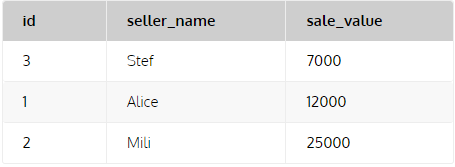 id seller_name sale_value
3 Stef 7000
1 Alice 12000
2 Mili 25000